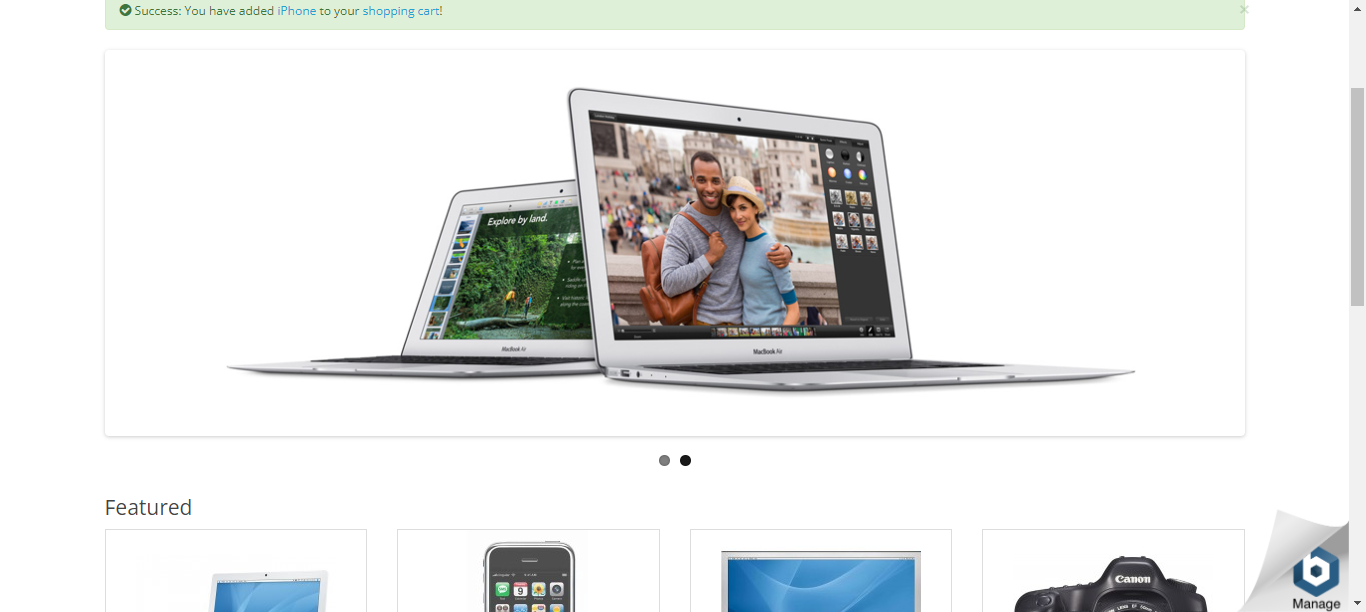 Success: You have added iPhone to your shopping cart!
×
Explore by land.
MacBook Air
MacBook Air
Featured
Canon
Manage